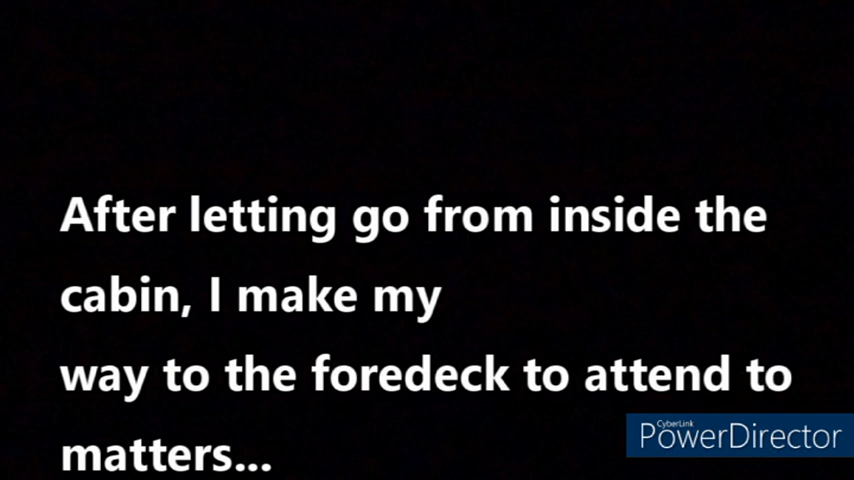 After letting go from inside the
cabin, I make my
way to the foredeck to attend to
matters...
CyberLink
PowerDirector